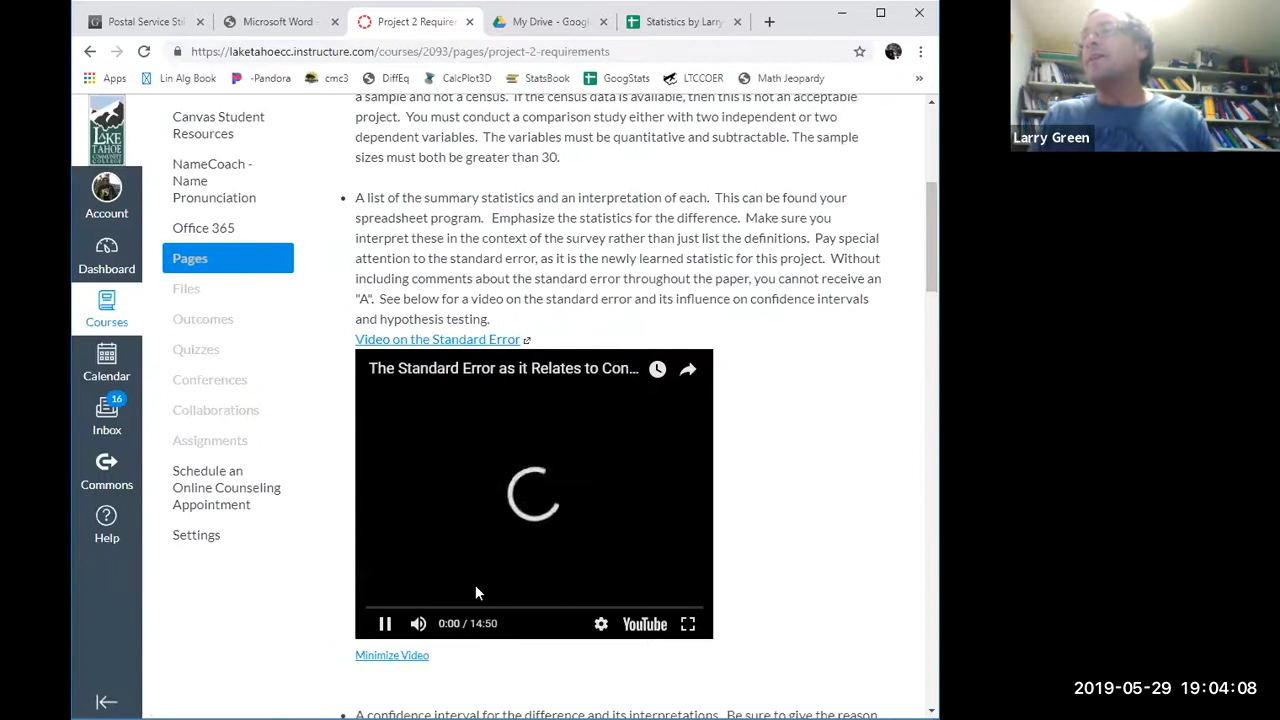 Postal Service Sti
Microsoft Word -
Project 2 Requirer
My Drive - Googl
Statistics by Larry
https://laketahoecc.instructure.com/courses/2093/pages/project-2-requirements
Apps
Lin Alg Book
-Pandora
cmc3
DiffEq
CalcPlot3D
StatsBook
GoogStats
LTCCOER
Math Jeopardy
»
LAKE
TAHOE
Account
Dashboard
Courses
Calendar
16
Inbox
Commons
Help
Canvas Student
Resources
NameCoach -
Name
Pronunciation
Office 365
Pages
Files
Outcomes
Quizzes
Conferences
Collaborations
Assignments
Schedule an
Online Counseling
Appointment
Settings
a sample and not a census. If the census data is available, then this is not an acceptable
project. You must conduct a comparison study either with two independent or two
dependent variables. The variables must be quantitative and subtractable. The sample
sizes must both be greater than 30.
• A list of the summary statistics and an interpretation of each. This can be found your
spreadsheet program. Emphasize the statistics for the difference. Make sure you
interpret these in the context of the survey rather than just list the definitions. Pay special
attention to the standard error, as it is the newly learned statistic for this project. Without
including comments about the standard error throughout the paper, you cannot receive an
"A". See below for a video on the standard error and its influence on confidence intervals
and hypothesis testing.
Video on the Standard Error
The Standard Error as it Relates to Con...
0:00 / 14:50
YouTube
Minimize Video
• A confidence interval for the difference and its interpretations. Be sure to give the reason
Larry Green
2019-05-29 19:04:08